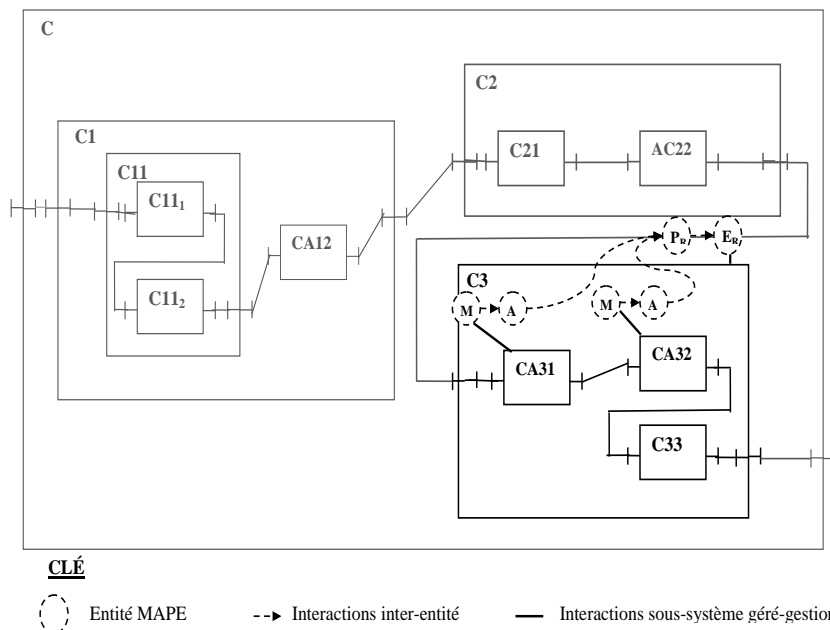 C
C2
C1
C21
AC22
C11
C11₁
CA12
P_R
E_R
C3
C11₂
M
A
M
A
CA31
CA32
C33
CLÉ
Entité MAPE
Interactions inter-entité
Interactions sous-système géré-gestion